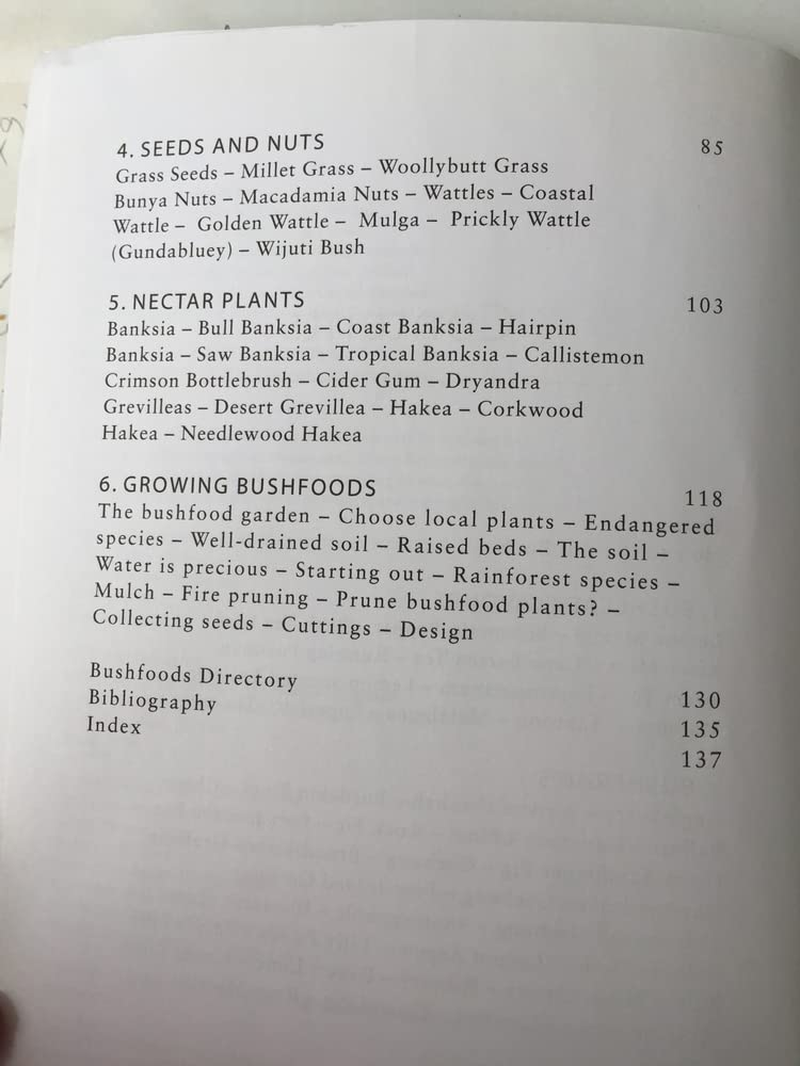 4. SEEDS AND NUTS 85
Grass Seeds – Millet Grass – Woollybutt Grass
Bunya Nuts – Macadamia Nuts – Wattles – Coastal
Wattle – Golden Wattle – Mulga – Prickly Wattle
(Gundabluey) – Wijuti Bush
5. NECTAR PLANTS 103
Banksia – Bull Banksia – Coast Banksia – Hairpin
Banksia – Saw Banksia – Tropical Banksia – Callistemon
Crimson Bottlebrush – Cider Gum – Dryandra
Grevilleas – Desert Grevillea – Hakea – Corkwood
Hakea – Needlewood Hakea
6. GROWING BUSHFOODS 118
The bushfood garden – Choose local plants – Endangered
species – Well-drained soil – Raised beds – The soil –
Water is precious – Starting out – Rainforest species –
Mulch – Fire pruning – Prune bushfood plants? –
Collecting seeds – Cuttings – Design
Bushfoods Directory 130
Bibliography 135
Index 137